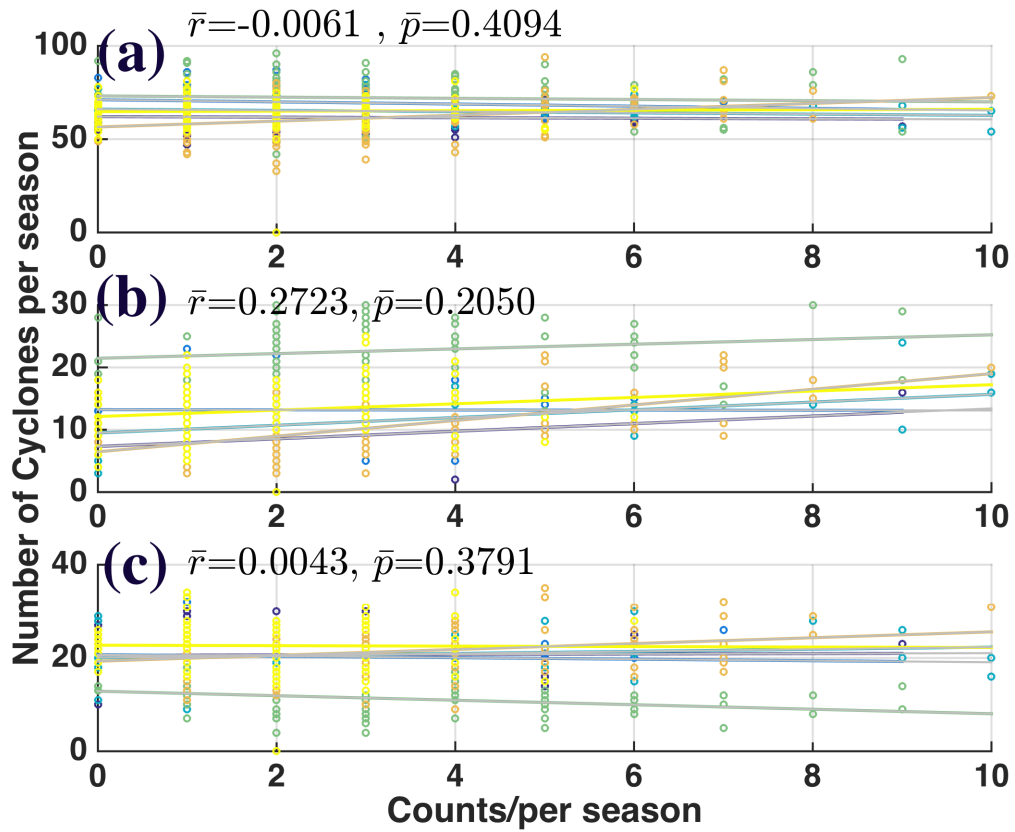 (a) r̄=-0.0061 , p̄=0.4094
100
50
0
0 2 4 6 8 10
(b) r̄=0.2723, p̄=0.2050
30
20
10
0
0 2 4 6 8 10
(c) r̄=0.0043, p̄=0.3791
40
20
0
0 2 4 6 8 10
Number of Cyclones per season
Counts/per season